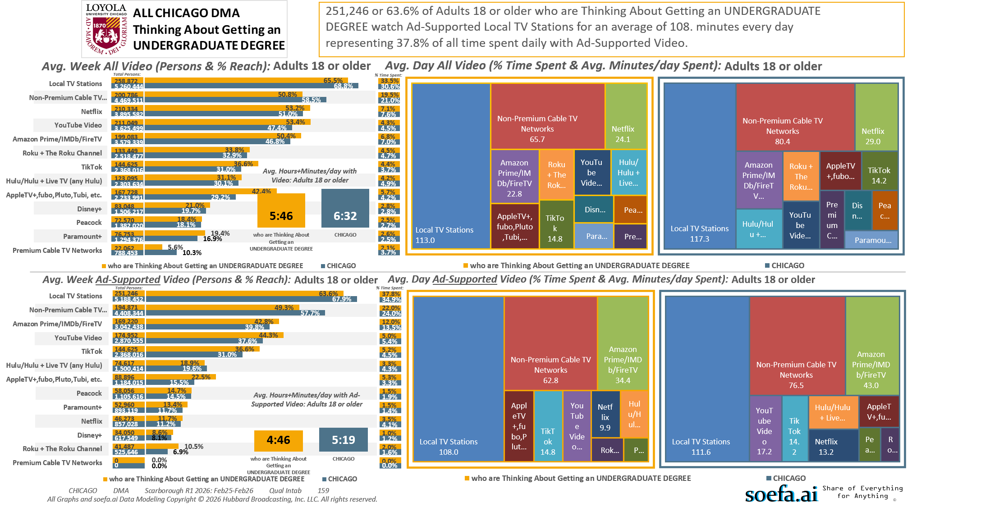 LOYOLA
UNIVERSITY CHICAGO
1870
AD • MAJOREM • DEI • GLORIAM
ALL CHICAGO DMA
Thinking About Getting an
UNDERGRADUATE DEGREE
251,246 or 63.6% of Adults 18 or older who are Thinking About Getting an UNDERGRADUATE
DEGREE watch Ad-Supported Local TV Stations for an average of 108. minutes every day
representing 37.8% of all time spent daily with Ad-Supported Video.
Avg. Week All Video (Persons & % Reach): Adults 18 or older
Total Persons:
% Time Spent:
Local TV Stations 258,872 65.5% 33.5%
5,260,444 68.8% 30.6%
Non-Premium Cable TV... 200,786 50.8% 19.5%
4,469,511 58.5% 21.0%
Netflix 210,334 53.2% 7.1%
3,895,582 51.0% 7.6%
YouTube Video 211,049 53.4% 4.3%
3,625,499 47.4% 4.5%
Amazon Prime/IMDb/FireTV 199,083 50.4% 6.8%
3,579,339 46.8% 7.0%
Roku + The Roku Channel 133,449 33.8% 4.5%
2,518,477 32.9% 4.7%
TikTok 144,625 36.6% 4.4%
2,368,016 31.0% 3.7%
Hulu/Hulu + Live TV (any Hulu) 123,095 31.1% 4.2%
2,303,634 30.1% 4.9%
AppleTV+,fubo,Pluto,Tubi, etc. 167,728 42.4% 5.7%
2,233,991 29.2% 4.2%
Disney+ 83,048 21.0% 2.8%
1,506,217 19.7% 2.8%
Peacock 72,570 18.4% 2.5%
1,382,020 18.1% 2.7%
Paramount+ 76,753 19.4% 2.6%
1,294,376 16.9% 2.5%
Premium Cable TV Networks 22,062 5.6% 2.1%
788,453 10.3% 3.7%
Avg. Hours+Minutes/day with
Video: Adults 18 or older
5:46
6:32
who are Thinking About
Getting an
UNDERGRADUATE DEGREE
CHICAGO
who are Thinking About Getting an UNDERGRADUATE DEGREE
CHICAGO
Avg. Day All Video (% Time Spent & Avg. Minutes/day Spent): Adults 18 or older
Local TV Stations
113.0
Non-Premium Cable TV
Networks
65.7
Netflix
24.1
Amazon
Prime/IM
Db/FireTV
22.8
Roku
+ The
Rok...
YouTu
be
Vide...
Hulu/
Hulu +
Live...
AppleTV+,
fubo,Pluto
,Tubi,...
TikTo
k
14.8
Disn...
Pea...
Para...
Pre...
Local TV Stations
117.3
Non-Premium Cable TV
Networks
80.4
Netflix
29.0
Amazon
Prime/IM
Db/FireT
V...
Roku +
The
Roku...
AppleTV
+,fubo...
TikTok
14.2
Hulu/Hul
u +...
YouTu
be
Vide...
Pre
mi
um
C...
Dis
n...
Pea
c...
Paramou...
who are Thinking About Getting an UNDERGRADUATE DEGREE
CHICAGO
Avg. Week Ad-Supported Video (Persons & % Reach): Adults 18 or older
Total Persons:
% Time Spent:
Local TV Stations 251,246 63.6% 37.8%
5,188,452 67.9% 34.9%
Non-Premium Cable TV... 194,871 49.3% 22.0%
4,408,344 57.7% 24.0%
Amazon Prime/IMDb/FireTV 169,220 42.8% 12.0%
3,042,438 39.8% 13.5%
YouTube Video 174,952 44.3% 5.0%
2,870,555 37.6% 5.4%
TikTok 144,625 36.6% 5.2%
2,368,016 31.0% 4.5%
Hulu/Hulu + Live TV (any Hulu) 74,617 18.9% 3.3%
1,500,414 19.6% 4.3%
AppleTV+,fubo,Pluto,Tubi, etc. 88,896 22.5% 5.3%
1,184,015 15.5% 3.3%
Peacock 58,056 14.7% 1.5%
1,105,616 14.5% 1.9%
Paramount+ 52,960 13.4% 1.5%
893,119 11.7% 1.4%
Netflix 46,273 11.7% 3.5%
857,028 11.2% 4.1%
Disney+ 34,050 8.6% 1.0%
617,549 8.1% 1.2%
Roku + The Roku Channel 41,487 10.5% 2.0%
525,646 6.9% 1.6%
Premium Cable TV Networks 0 0.0% 0.0%
0 0.0% 0.0%
Avg. Hours+Minutes/day with Ad-
Supported Video: Adults 18 or older
4:46
5:19
who are Thinking About
Getting an
UNDERGRADUATE DEGREE
CHICAGO
who are Thinking About Getting an UNDERGRADUATE DEGREE
CHICAGO
Avg. Day Ad-Supported Video (% Time Spent & Avg. Minutes/day Spent): Adults 18 or older
Local TV Stations
108.0
Non-Premium Cable TV
Networks
62.8
Amazon
Prime/IMD
b/FireTV
34.4
Appl
eTV
+,fu
bo,P
lut...
TikT
ok
14.8
You
Tub
e
Vide
o...
Netf
lix
9.9
Hul
u/H
ul...
Rok...
P...
Local TV Stations
111.6
Non-Premium Cable TV
Networks
76.5
Amazon
Prime/IMD
b/FireTV
43.0
YouT
ube
Vide
o
17.2
Tik
Tok
14.
2
Hulu/Hulu
+ Live...
Netflix
13.2
AppleT
V+,fu...
Pe
a...
R
o...
who are Thinking About Getting an UNDERGRADUATE DEGREE
CHICAGO
CHICAGO DMA Scarborough R1 2026: Feb25-Feb26 Qual Intab 159
All Graphs and soefa.ai Data Modeling Copyright © 2026 Hubbard Broadcasting, Inc. LLC. All rights reserved.
soefa.ai
Share of Everything
for Anything ©